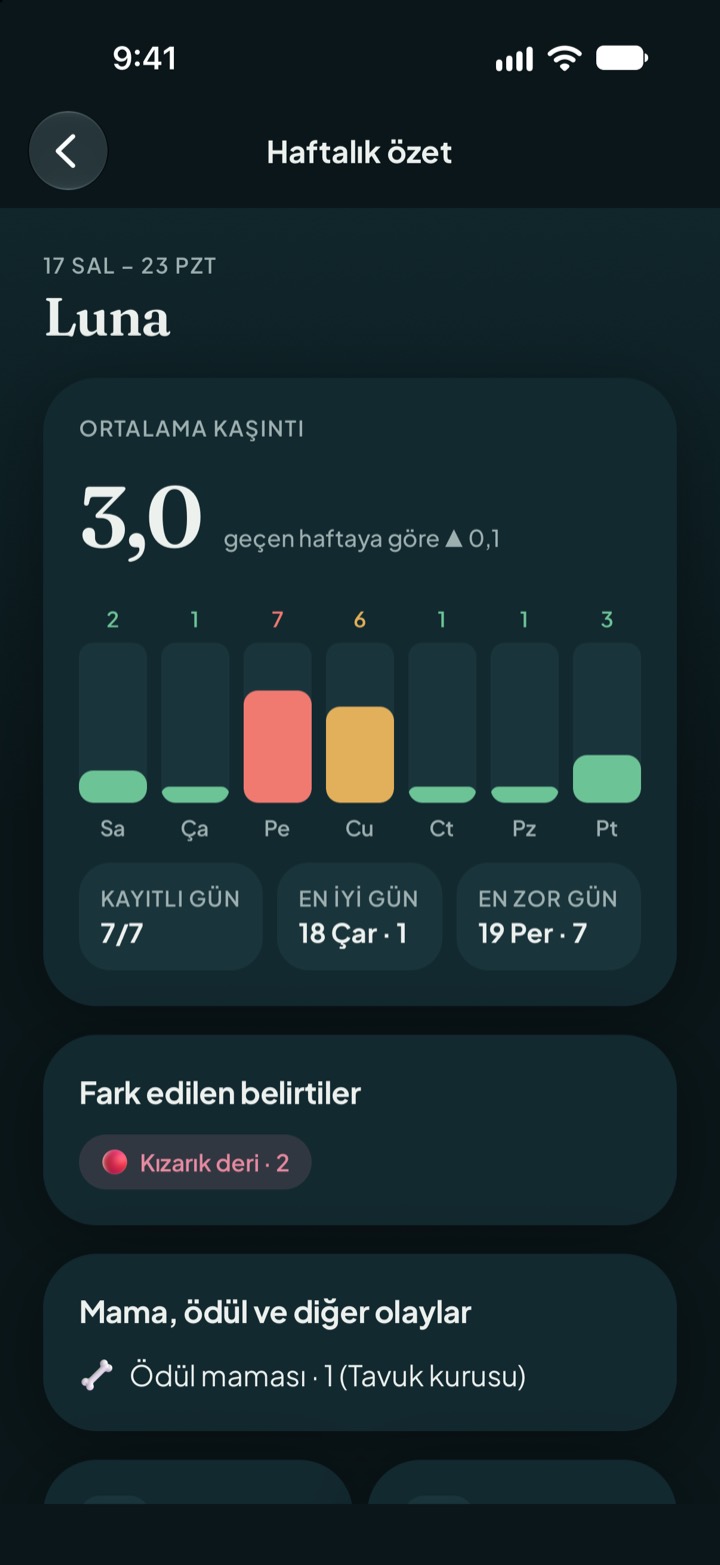 9:41
Haftalık özet
17 SAL – 23 PZT
Luna
ORTALAMA KAŞINTI
3,0 geçen haftaya göre ▲ 0,1
2 1 7 6 1 1 3
Sa Ça Pe Cu Ct Pz Pt
KAYITLI GÜN EN İYİ GÜN EN ZOR GÜN
7/7 18 Çar · 1 19 Per · 7
Fark edilen belirtiler
Kızarık deri · 2
Mama, ödül ve diğer olaylar
Ödül maması · 1 (Tavuk kurusu)